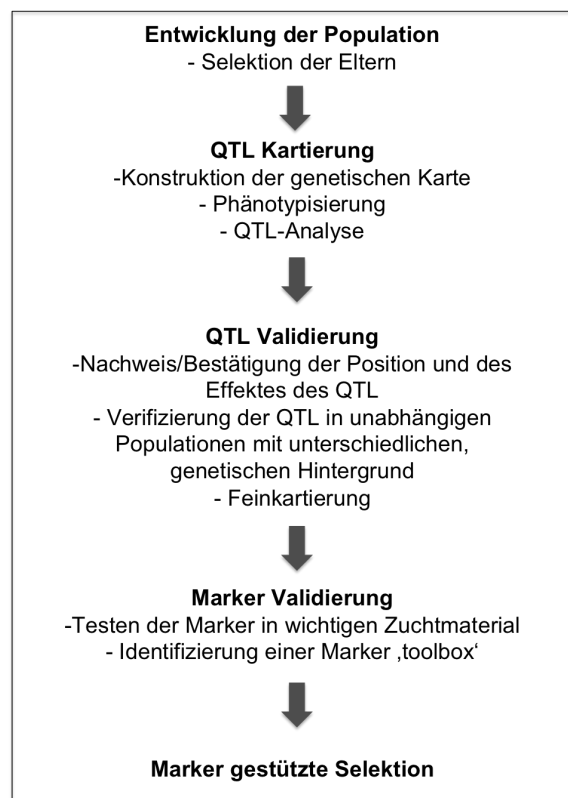 Entwicklung der Population
- Selektion der Eltern
QTL Kartierung
-Konstruktion der genetischen Karte
- Phänotypisierung
- QTL-Analyse
QTL Validierung
-Nachweis/Bestätigung der Position und des
Effektes des QTL
- Verifizierung der QTL in unabhängigen
Populationen mit unterschiedlichen,
genetischen Hintergrund
- Feinkartierung
Marker Validierung
-Testen der Marker in wichtigen Zuchtmaterial
- Identifizierung einer Marker ‚toolbox‘
Marker gestützte Selektion